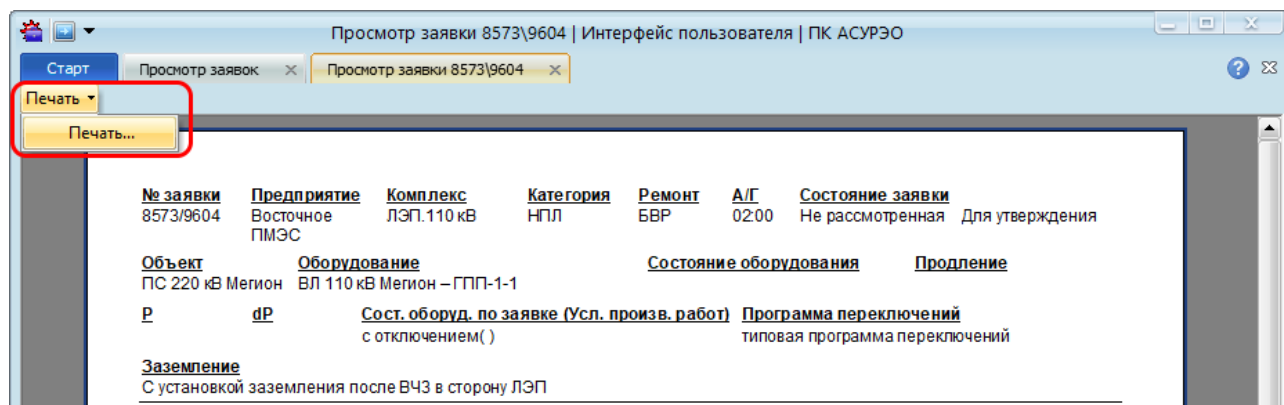 Просмотр заявки 8573\9604 | Интерфейс пользователя | ПК АСУРЭО
Старт Просмотр заявок Просмотр заявки 8573\9604
Печать
Печать...
№ заявки Предприятие Комплекс Категория Ремонт А/Г Состояние заявки
8573/9604 Восточное ЛЭП.110 кВ НПЛ БВР 02:00 Не рассмотренная Для утверждения
ПМЭС
Объект Оборудование Состояние оборудования Продление
ПС 220 кВ Мегион ВЛ 110 кВ Мегион – ГПП-1-1
P dP Сост. оборуд. по заявке (Усл. произв. работ) Программа переключений
с отключением( ) типовая программа переключений
Заземление
С установкой заземления после ВЧЗ в сторону ЛЭП